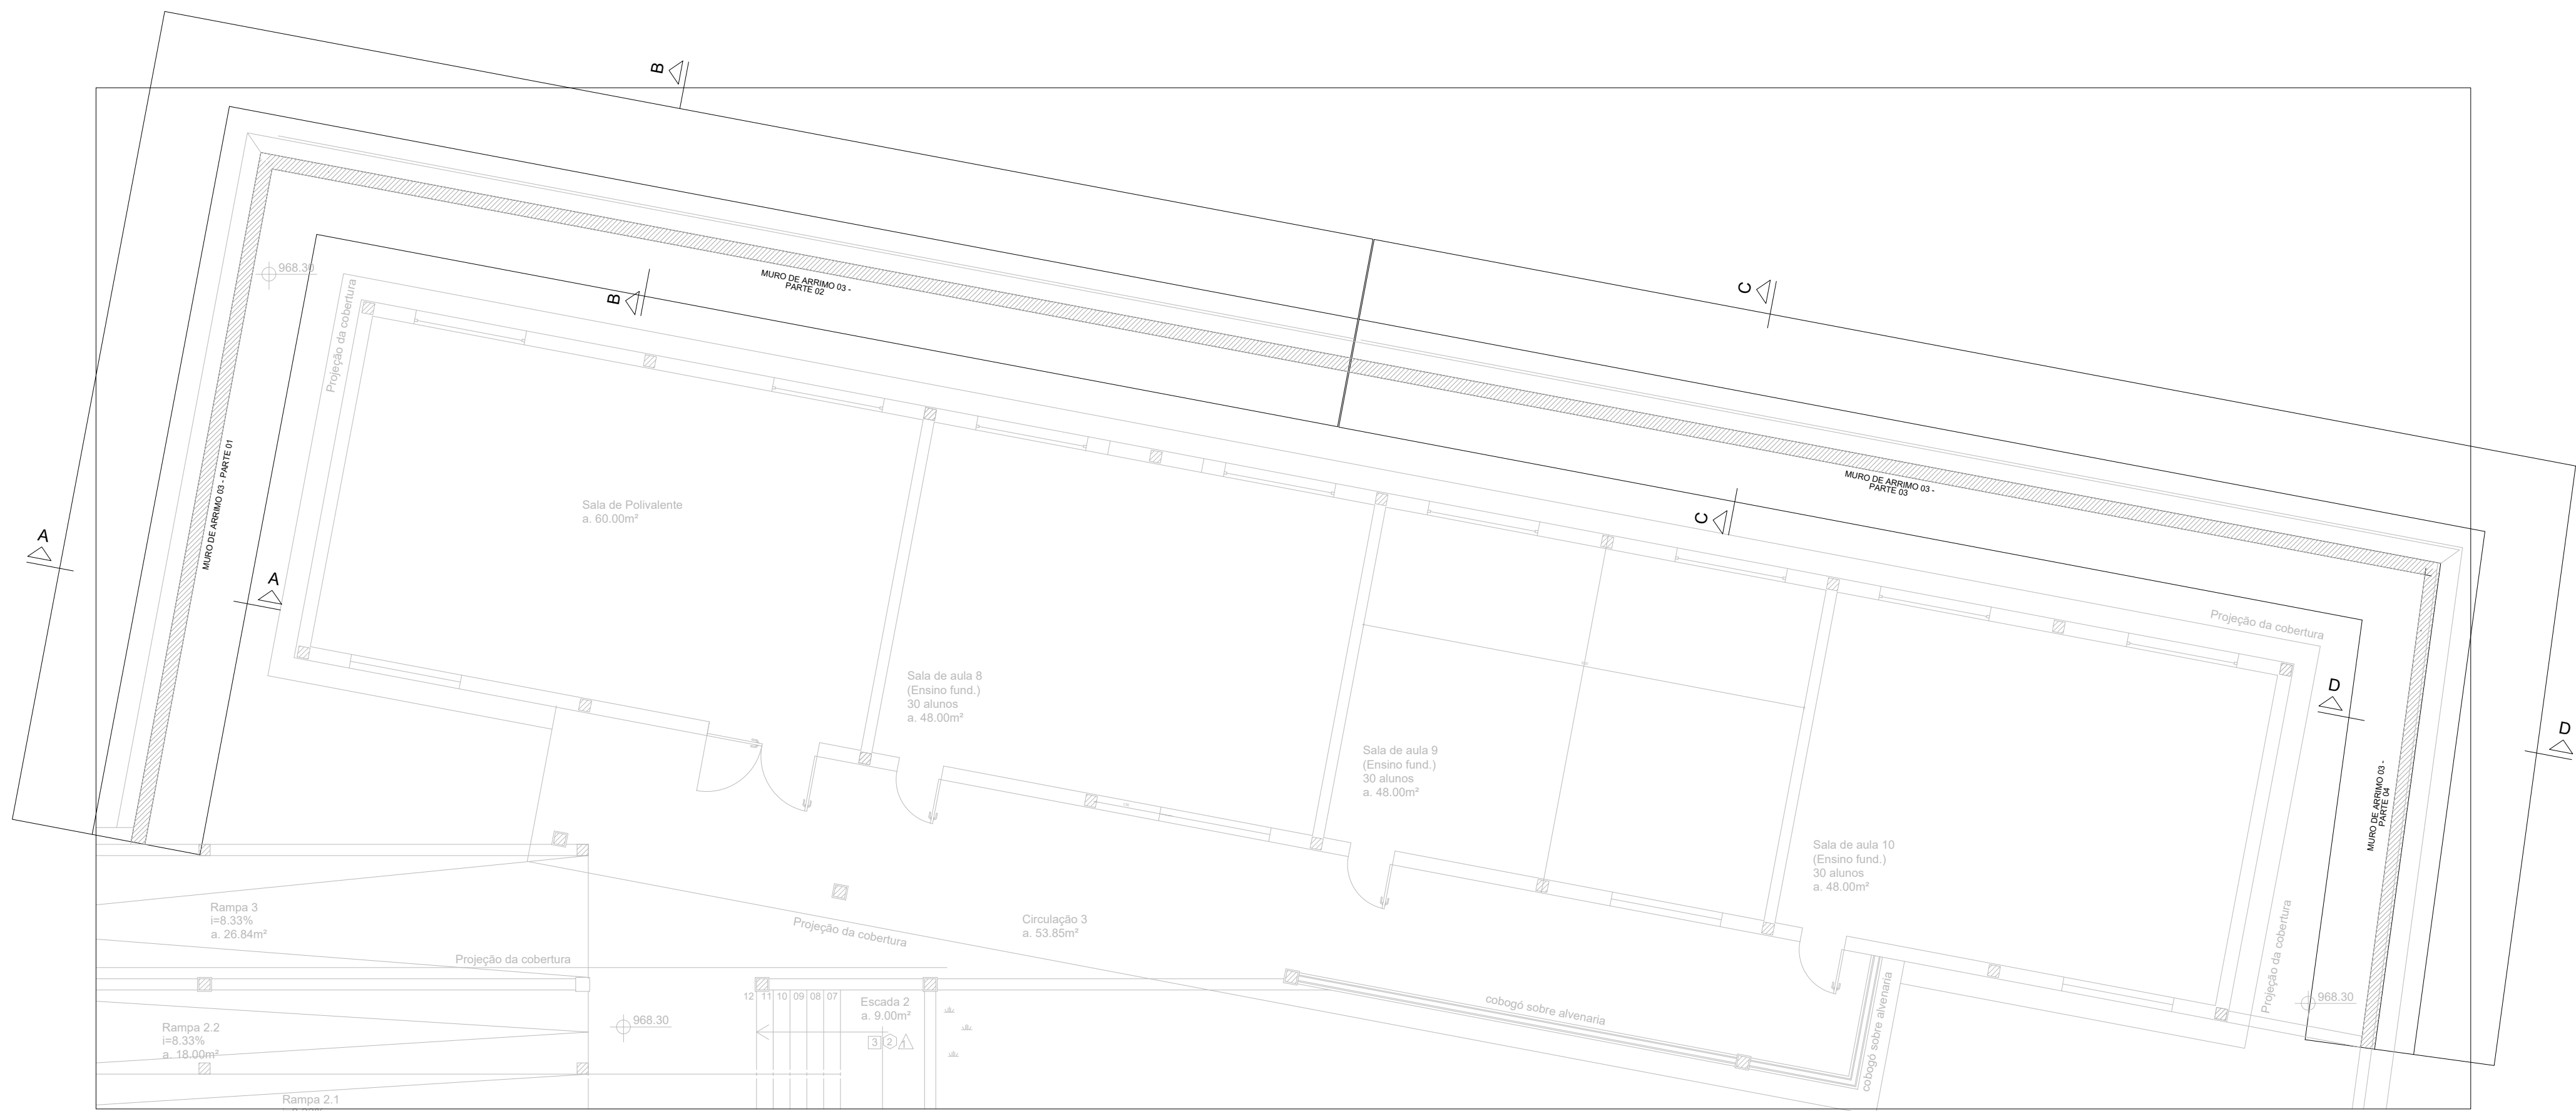 B
C
968.30
MURO DE ARRIMO 03 -
PARTE 02
B
C
Projeção da cobertura
MURO DE ARRIMO 03 - PARTE 01
MURO DE ARRIMO 03 -
PARTE 03
Sala de Polivalente
a. 60.00m²
C
A
A
Projeção da cobertura
Sala de aula 8
(Ensino fund.)
30 alunos
a. 48.00m²
D
D
Sala de aula 9
(Ensino fund.)
30 alunos
a. 48.00m²
MURO DE ARRIMO 03 -
PARTE 04
Sala de aula 10
(Ensino fund.)
30 alunos
a. 48.00m²
Rampa 3
i=8.33%
a. 26.84m²
Projeção da cobertura
Circulação 3
a. 53.85m²
Projeção da cobertura
Projeção da cobertura
12 11 10 09 08 07
Escada 2
a. 9.00m²
cobogó sobre alvenaria
cobogó sobre alvenaria
968.30
968.30
Rampa 2.2
i=8.33%
a. 18.00m²
3 2 1
Rampa 2.1